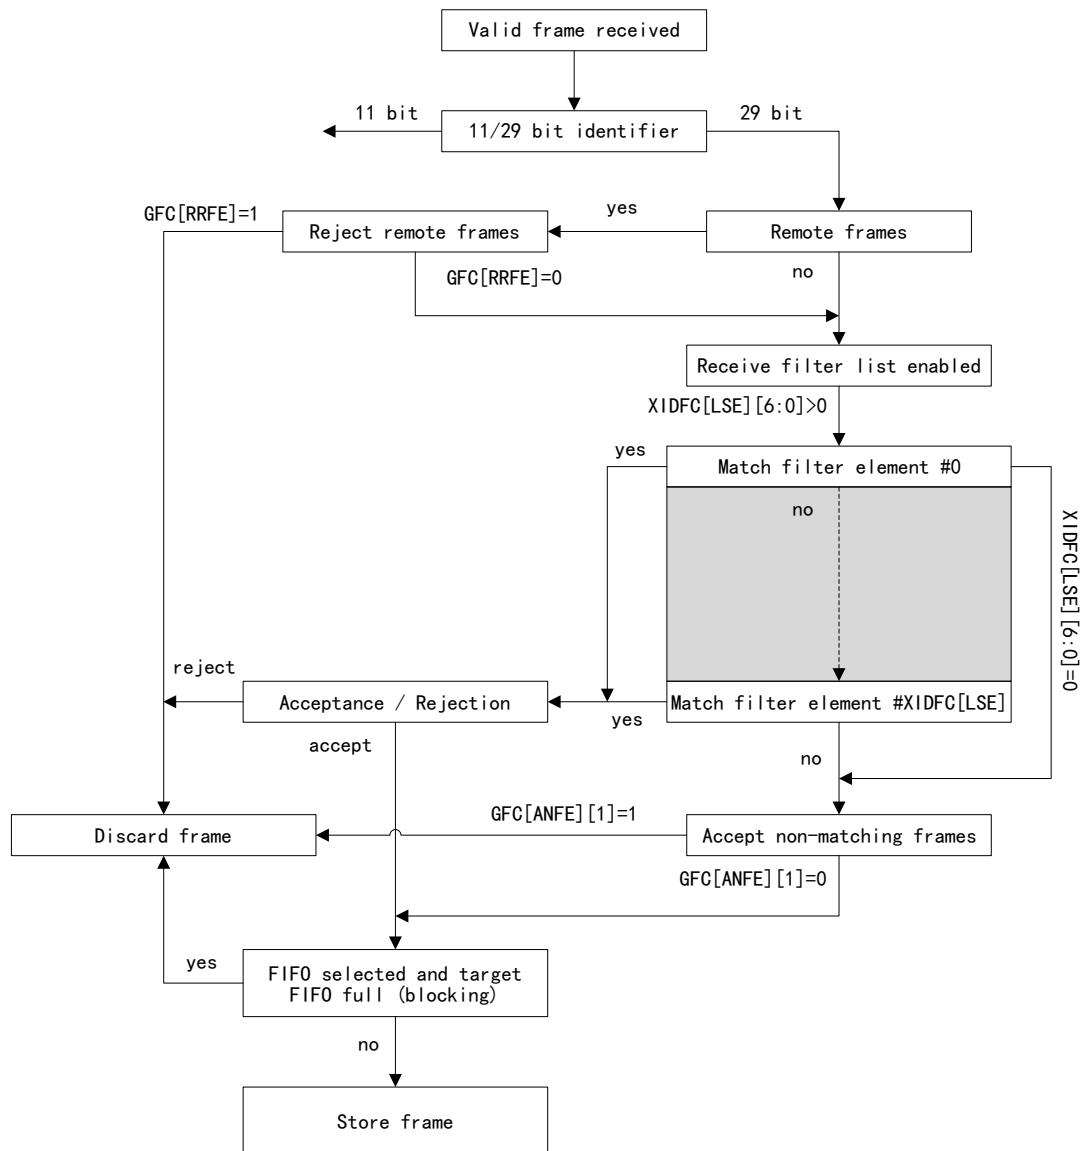 Valid frame received
11 bit
11/29 bit identifier
29 bit
GFC[RRFE]=1
Reject remote frames
yes
Remote frames
GFC[RRFE]=0
no
Receive filter list enabled
XIDFC[LSE][6:0]>0
yes
Match filter element #0
no
XIDFC[LSE][6:0]=0
reject
Acceptance / Rejection
yes
Match filter element #XIDFC[LSE]
accept
no
Discard frame
GFC[ANFE][1]=1
Accept non-matching frames
GFC[ANFE][1]=0
yes
FIFO selected and target
FIFO full (blocking)
no
Store frame